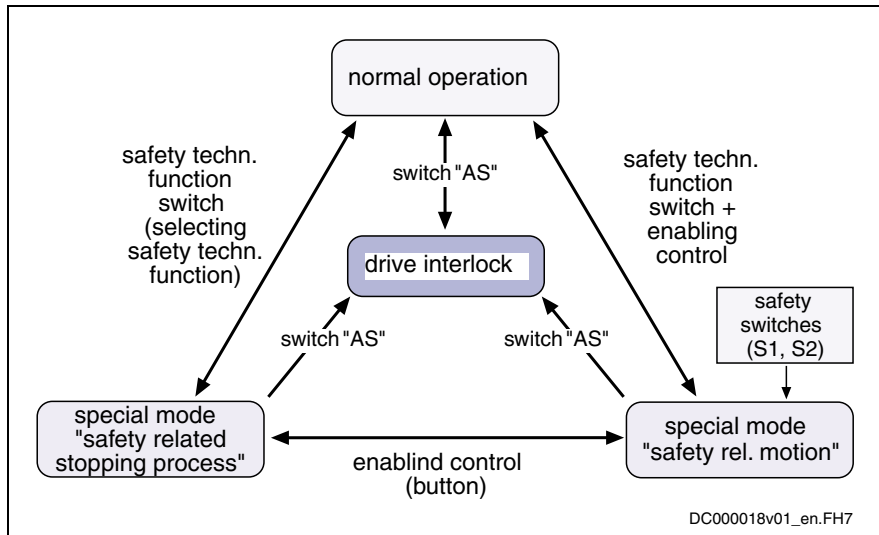 normal operation
safety techn.
function
switch
(selecting
safety techn.
function)
switch "AS"
safety techn.
function
switch +
enabling
control
drive interlock
switch "AS"
switch "AS"
safety
switches
(S1, S2)
special mode
"safety related
stopping process"
enablind control
(button)
special mode
"safety rel. motion"
DC000018v01_en.FH7